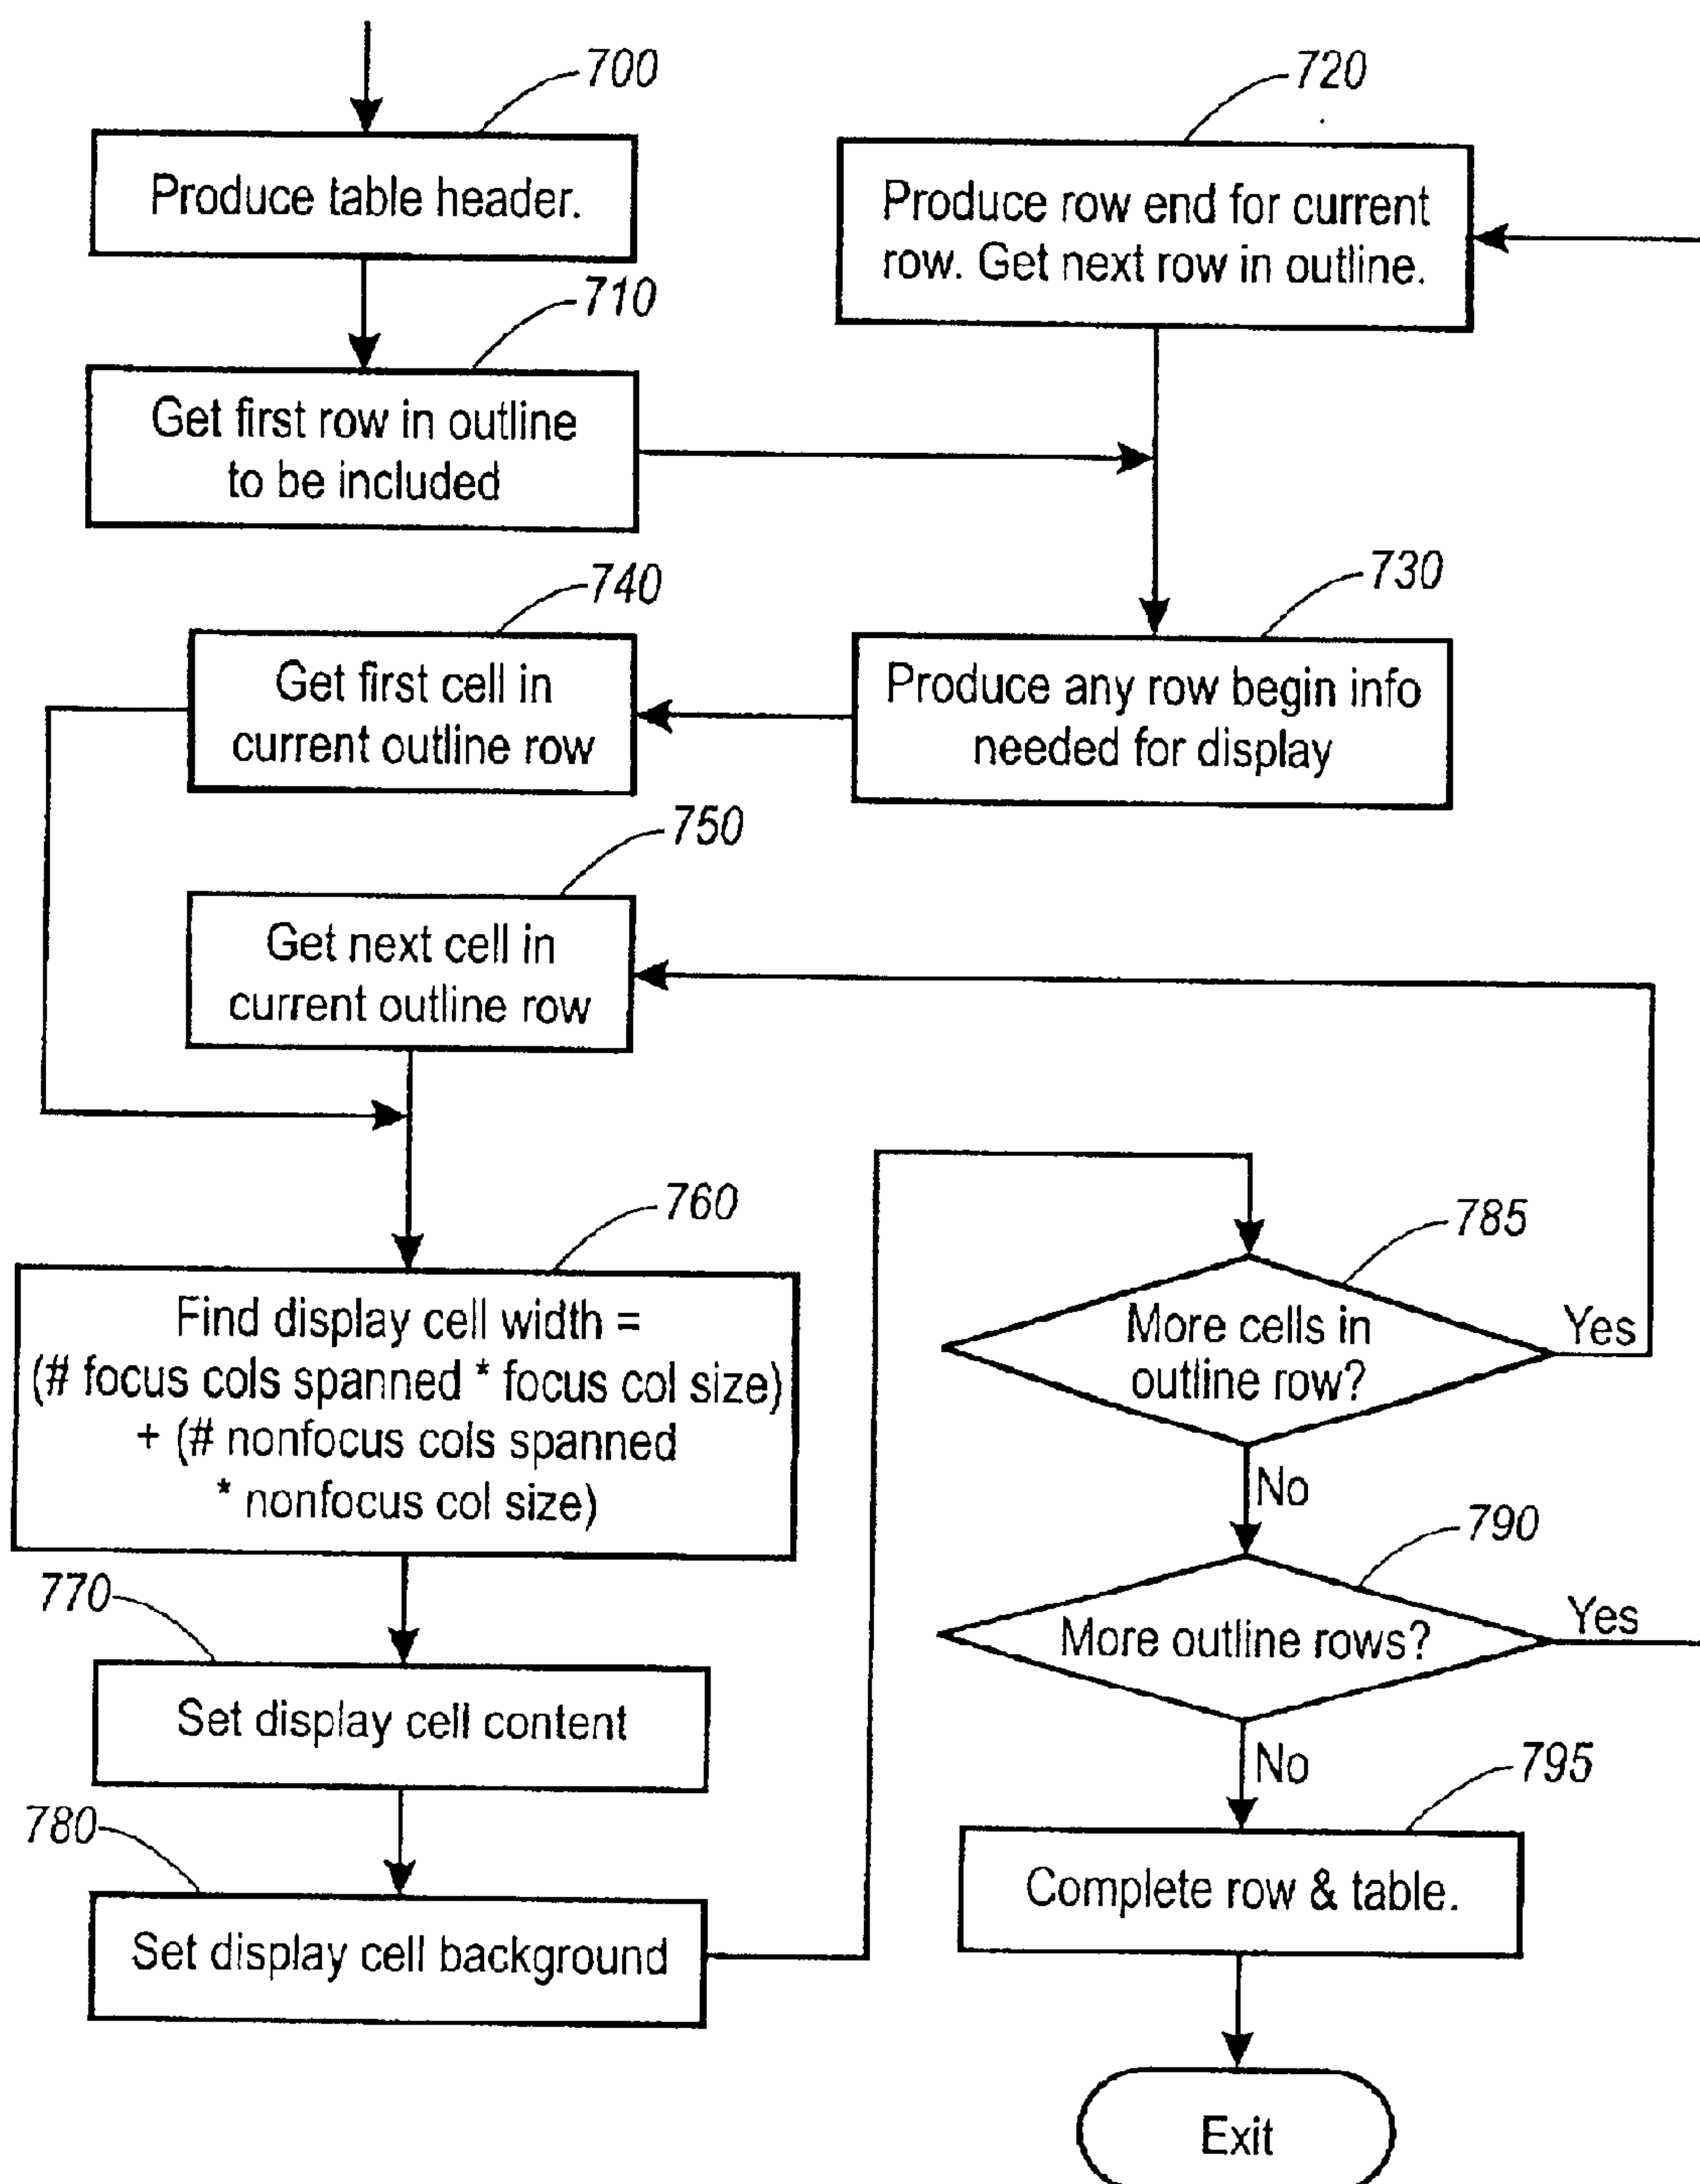 700
Produce table header.
710
Get first row in outline
to be included
720
Produce row end for current
row. Get next row in outline.
730
Produce any row begin info
needed for display
740
Get first cell in
current outline row
750
Get next cell in
current outline row
760
Find display cell width =
(# focus cols spanned * focus col size)
+ (# nonfocus cols spanned
* nonfocus col size)
770
Set display cell content
780
Set display cell background
785
More cells in
outline row?
Yes
No
790
More outline rows?
Yes
No
795
Complete row & table.
Exit